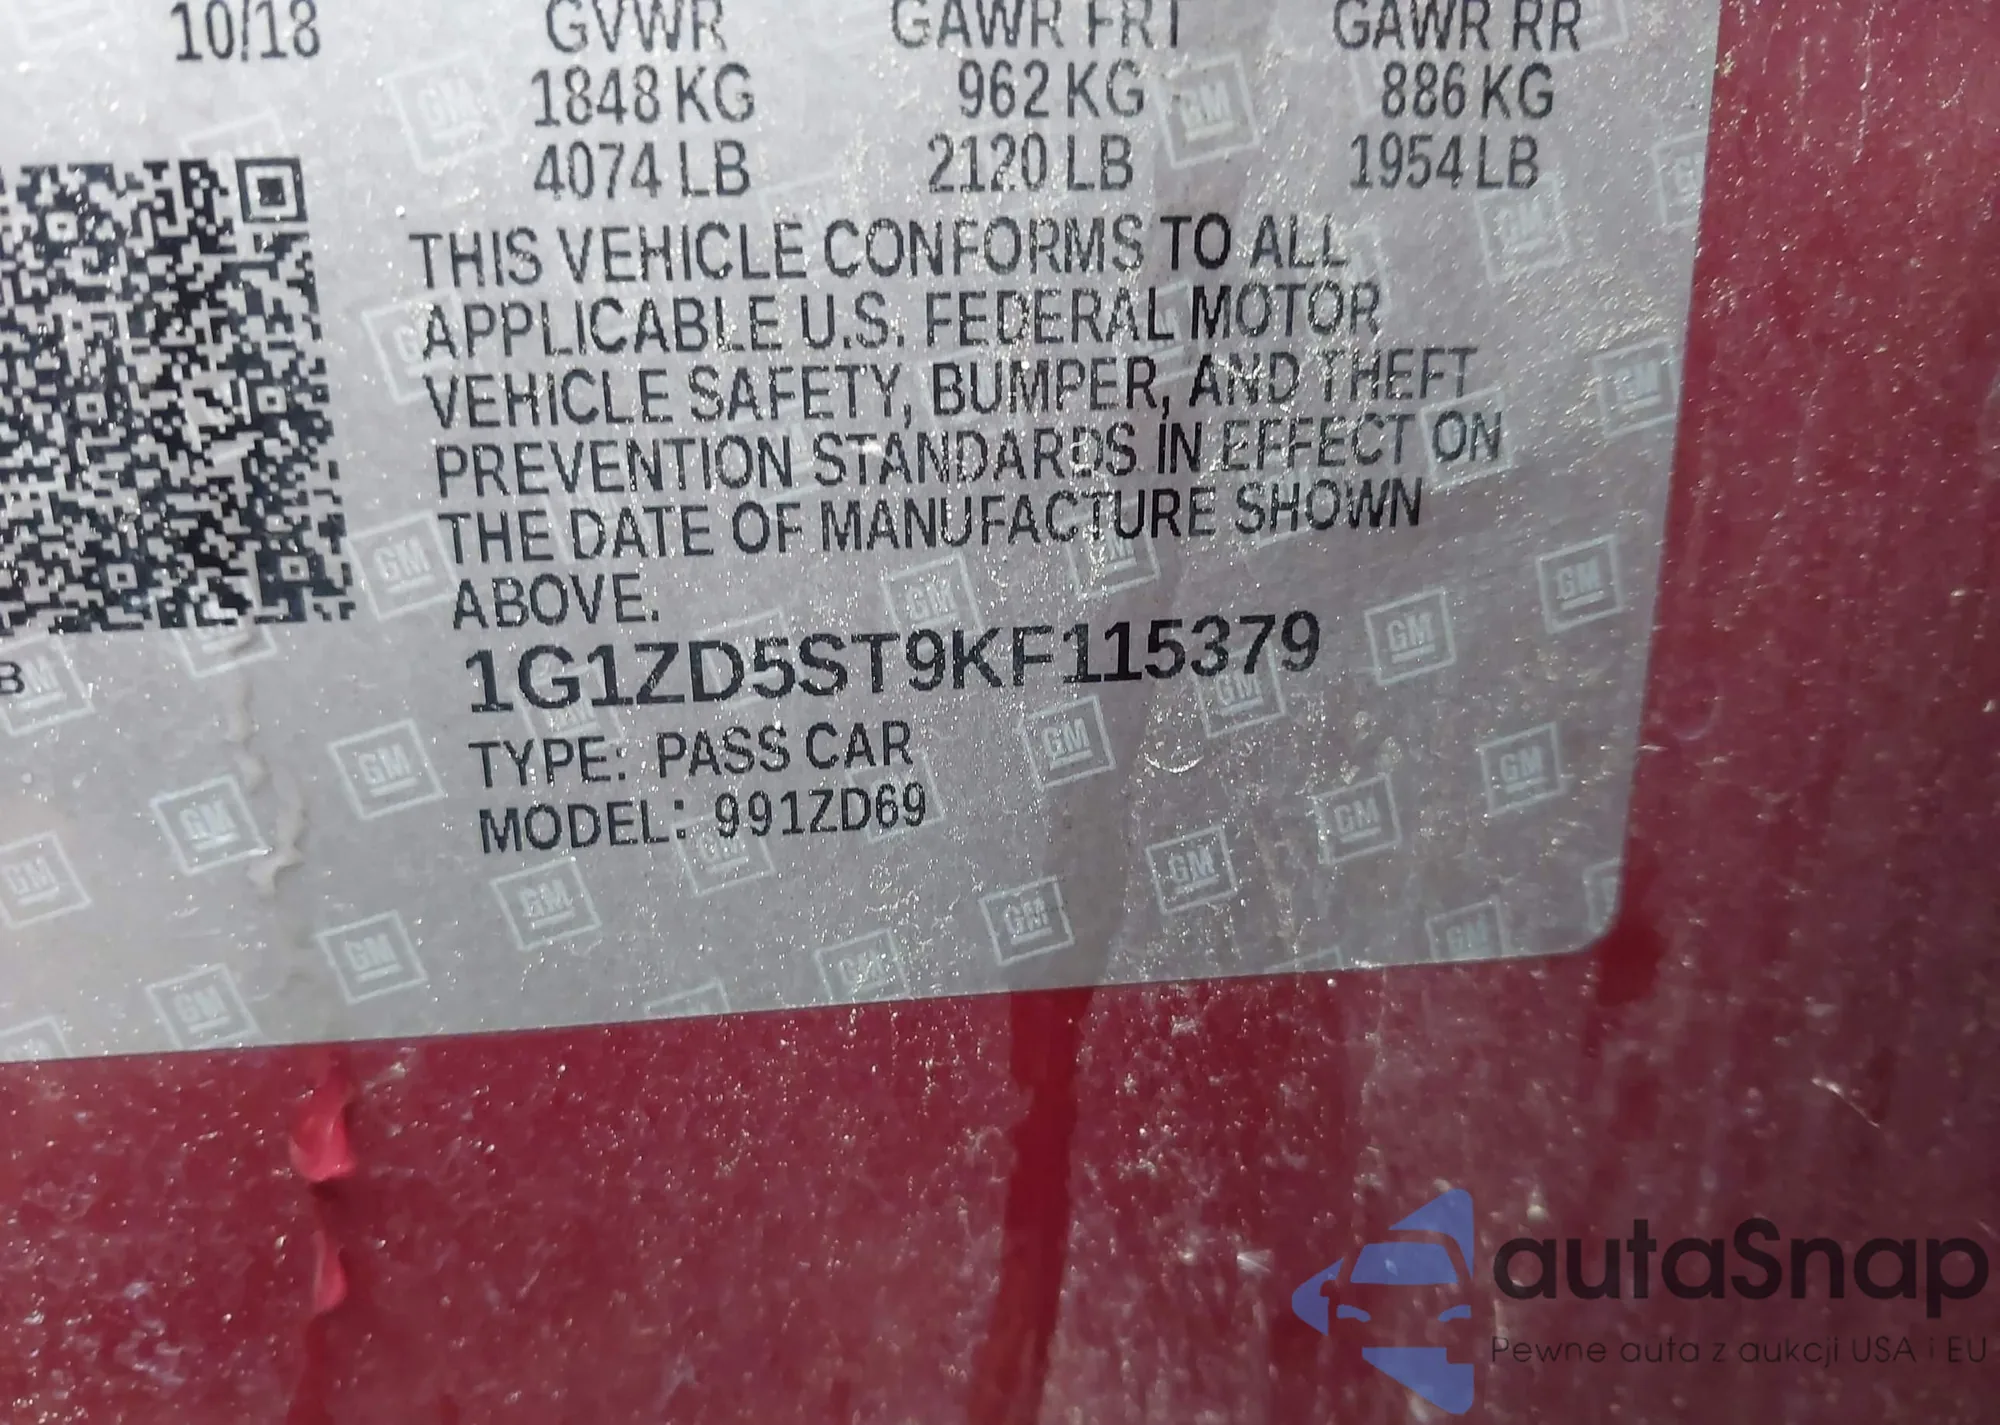 10/18 GVWR GAWR FRT GAWR RR
1848 KG 962 KG 886 KG
4074 LB 2120 LB 1954 LB
THIS VEHICLE CONFORMS TO ALL
APPLICABLE U.S. FEDERAL MOTOR
VEHICLE SAFETY, BUMPER, AND THEFT
PREVENTION STANDARDS IN EFFECT ON
THE DATE OF MANUFACTURE SHOWN
ABOVE.
B 1G1ZD5ST9KF115379
TYPE: PASS CAR
MODEL: 991ZD69
GM
autaSnap
Pewne auta z aukcji USA i EU